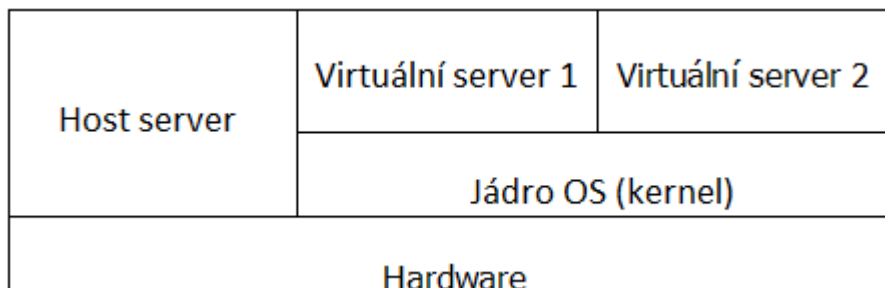 Virtuální server 1
Virtuální server 2
Host server
Jádro OS (kernel)
Hardware